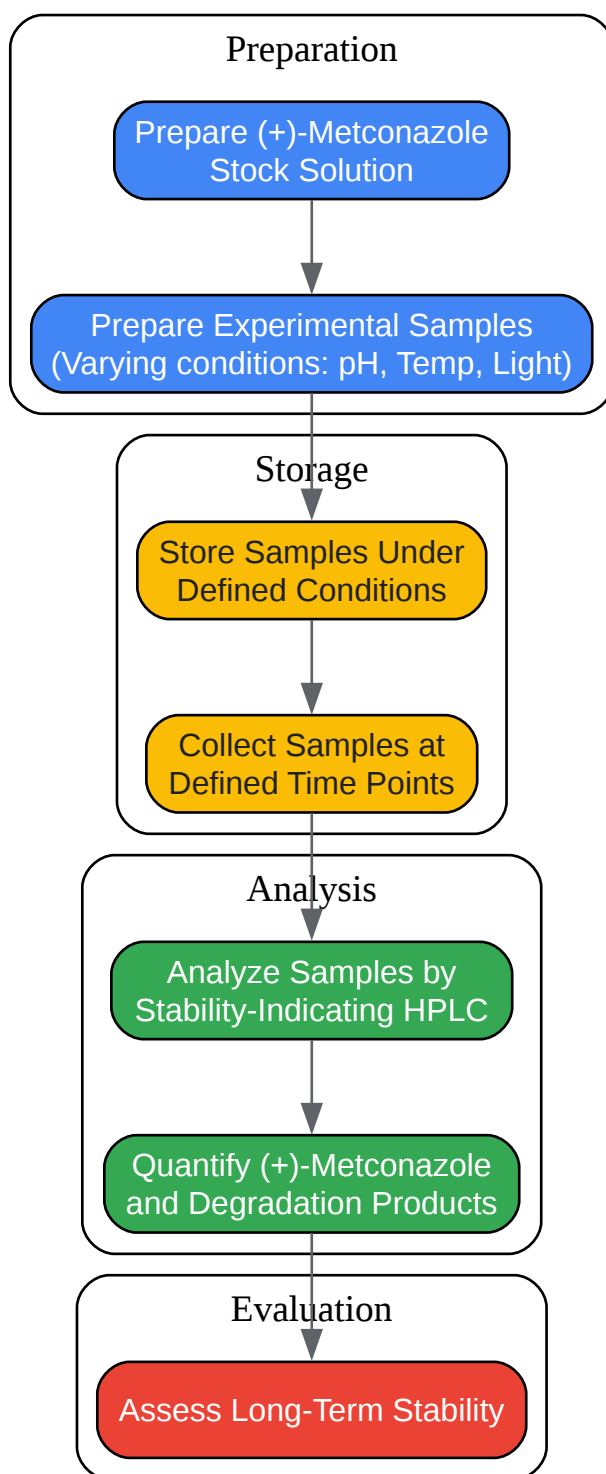 Preparation
Prepare (+)-Metconazole
Stock Solution
Prepare Experimental Samples
(Varying conditions: pH, Temp, Light)
Storage
Store Samples Under
Defined Conditions
Collect Samples at
Defined Time Points
Analysis
Analyze Samples by
Stability-Indicating HPLC
Quantify (+)-Metconazole
and Degradation Products
Evaluation
Assess Long-Term Stability